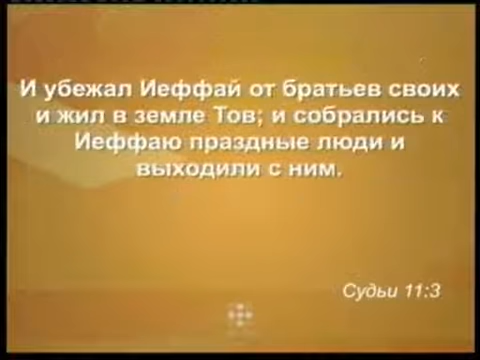 И убежал Иеффай от братьев своих
и жил в земле Тов; и собрались к
Иеффаю праздные люди и
выходили с ним.
Судьи 11:3